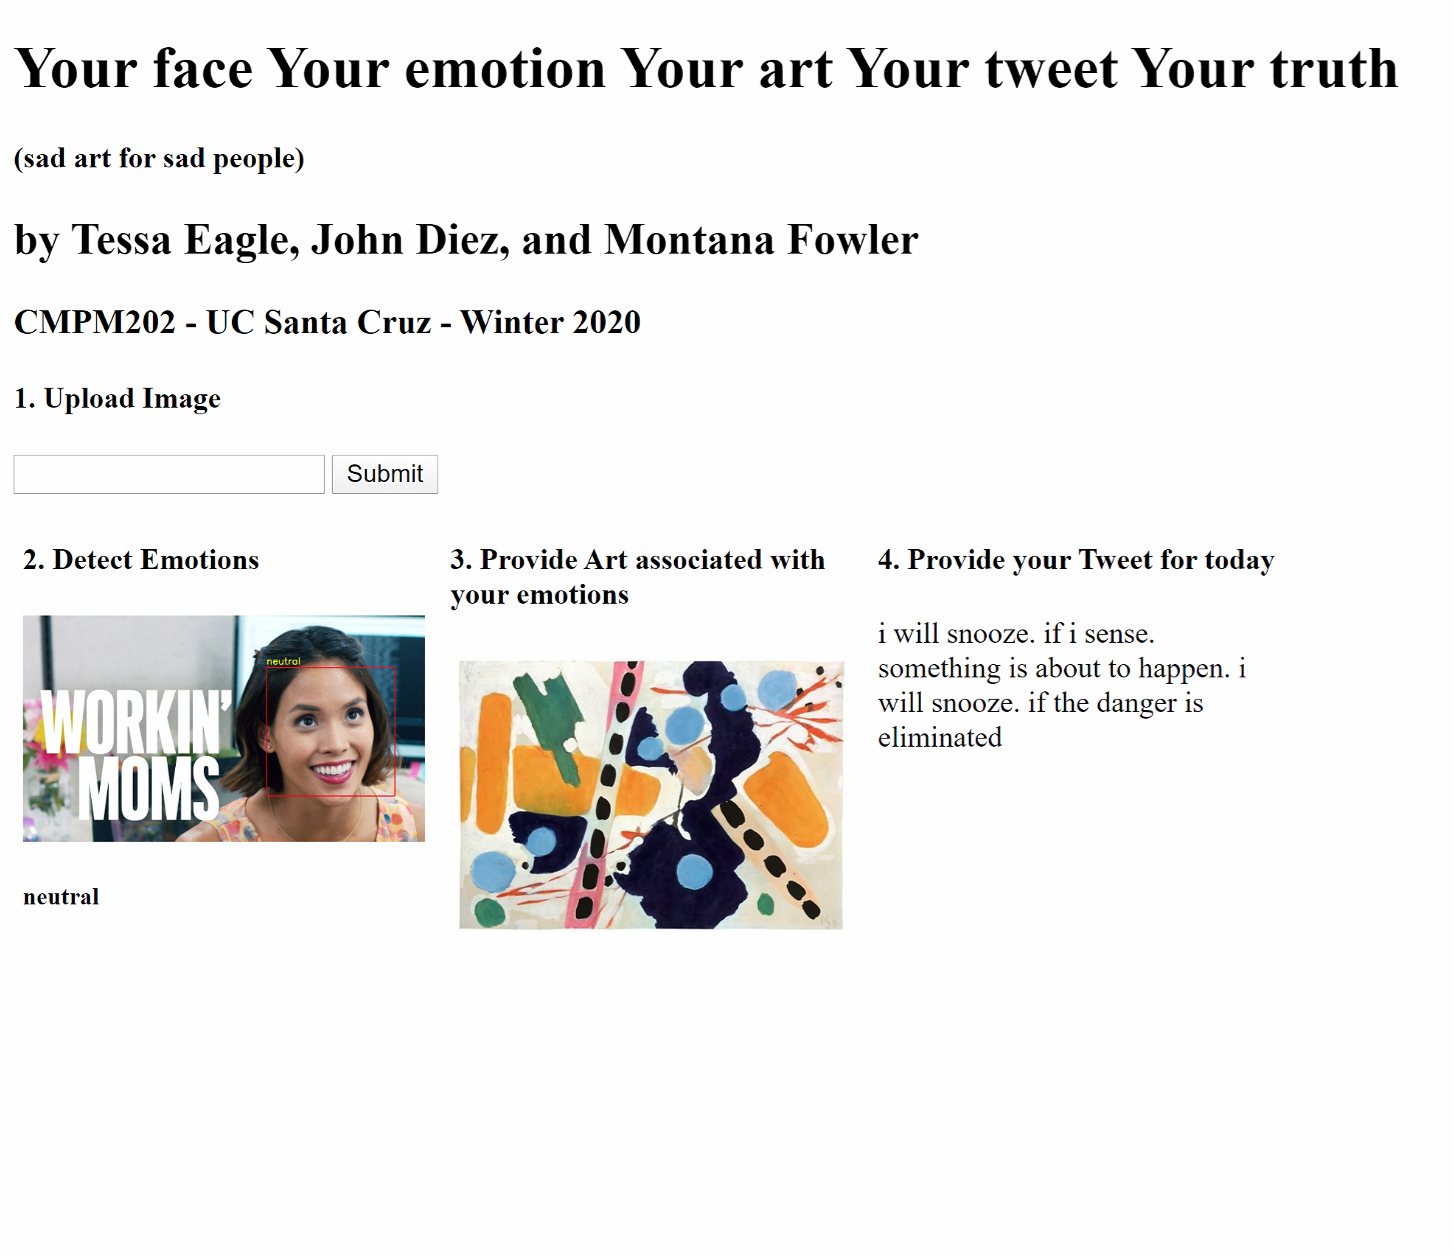 Your face Your emotion Your art Your tweet Your truth
(sad art for sad people)
by Tessa Eagle, John Diez, and Montana Fowler
CMPM202 - UC Santa Cruz - Winter 2020
1. Upload Image
Submit
2. Detect Emotions
neutral
WORKIN'
MOMS
neutral
3. Provide Art associated with
your emotions
4. Provide your Tweet for today
i will snooze. if i sense.
something is about to happen. i
will snooze. if the danger is
eliminated